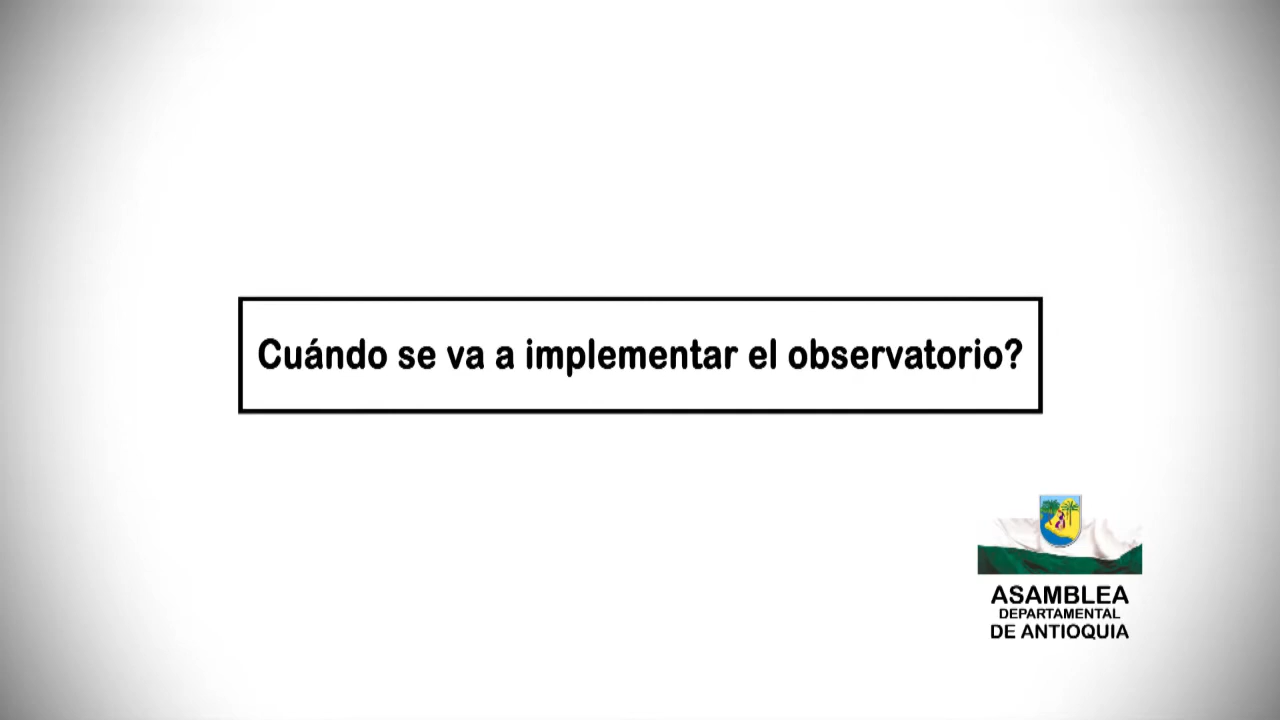 Cuándo se va a implementar el observatorio?
ASAMBLEA
DEPARTAMENTAL
DE ANTIOQUIA